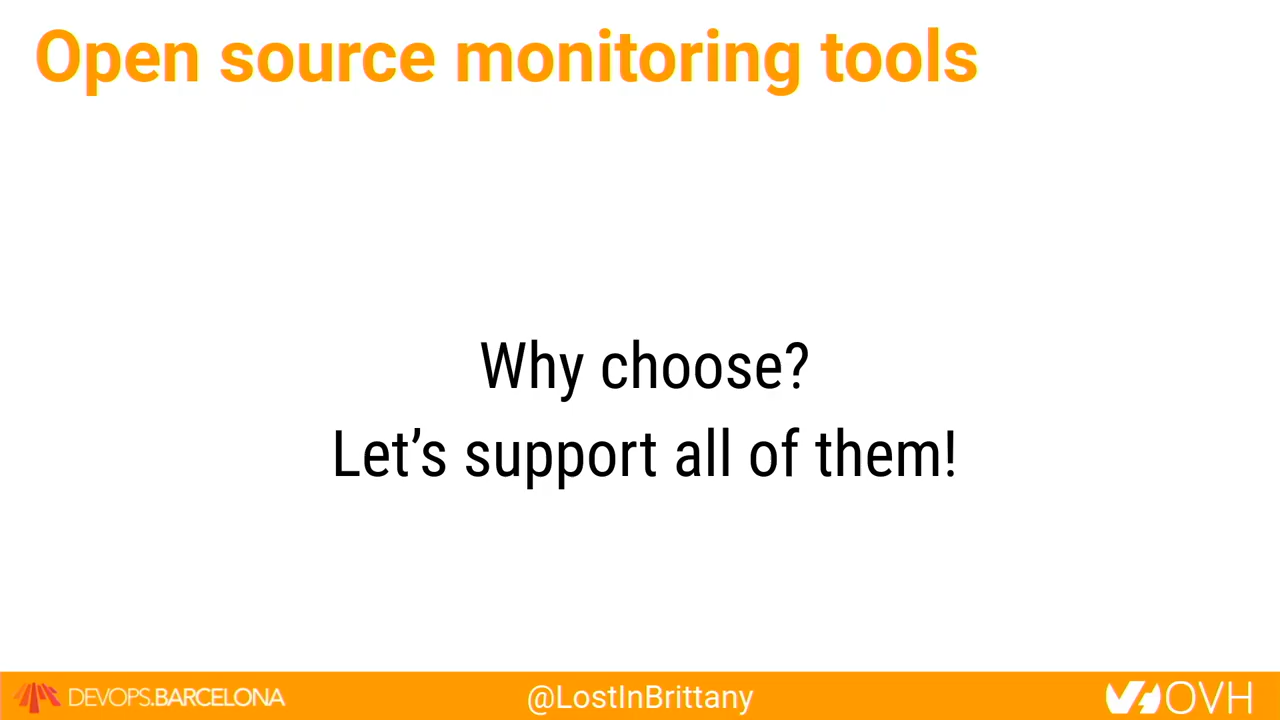 Open source monitoring tools
Why choose?
Let’s support all of them!
DEVOPS.BARCELONA
@LostInBrittany
OVH